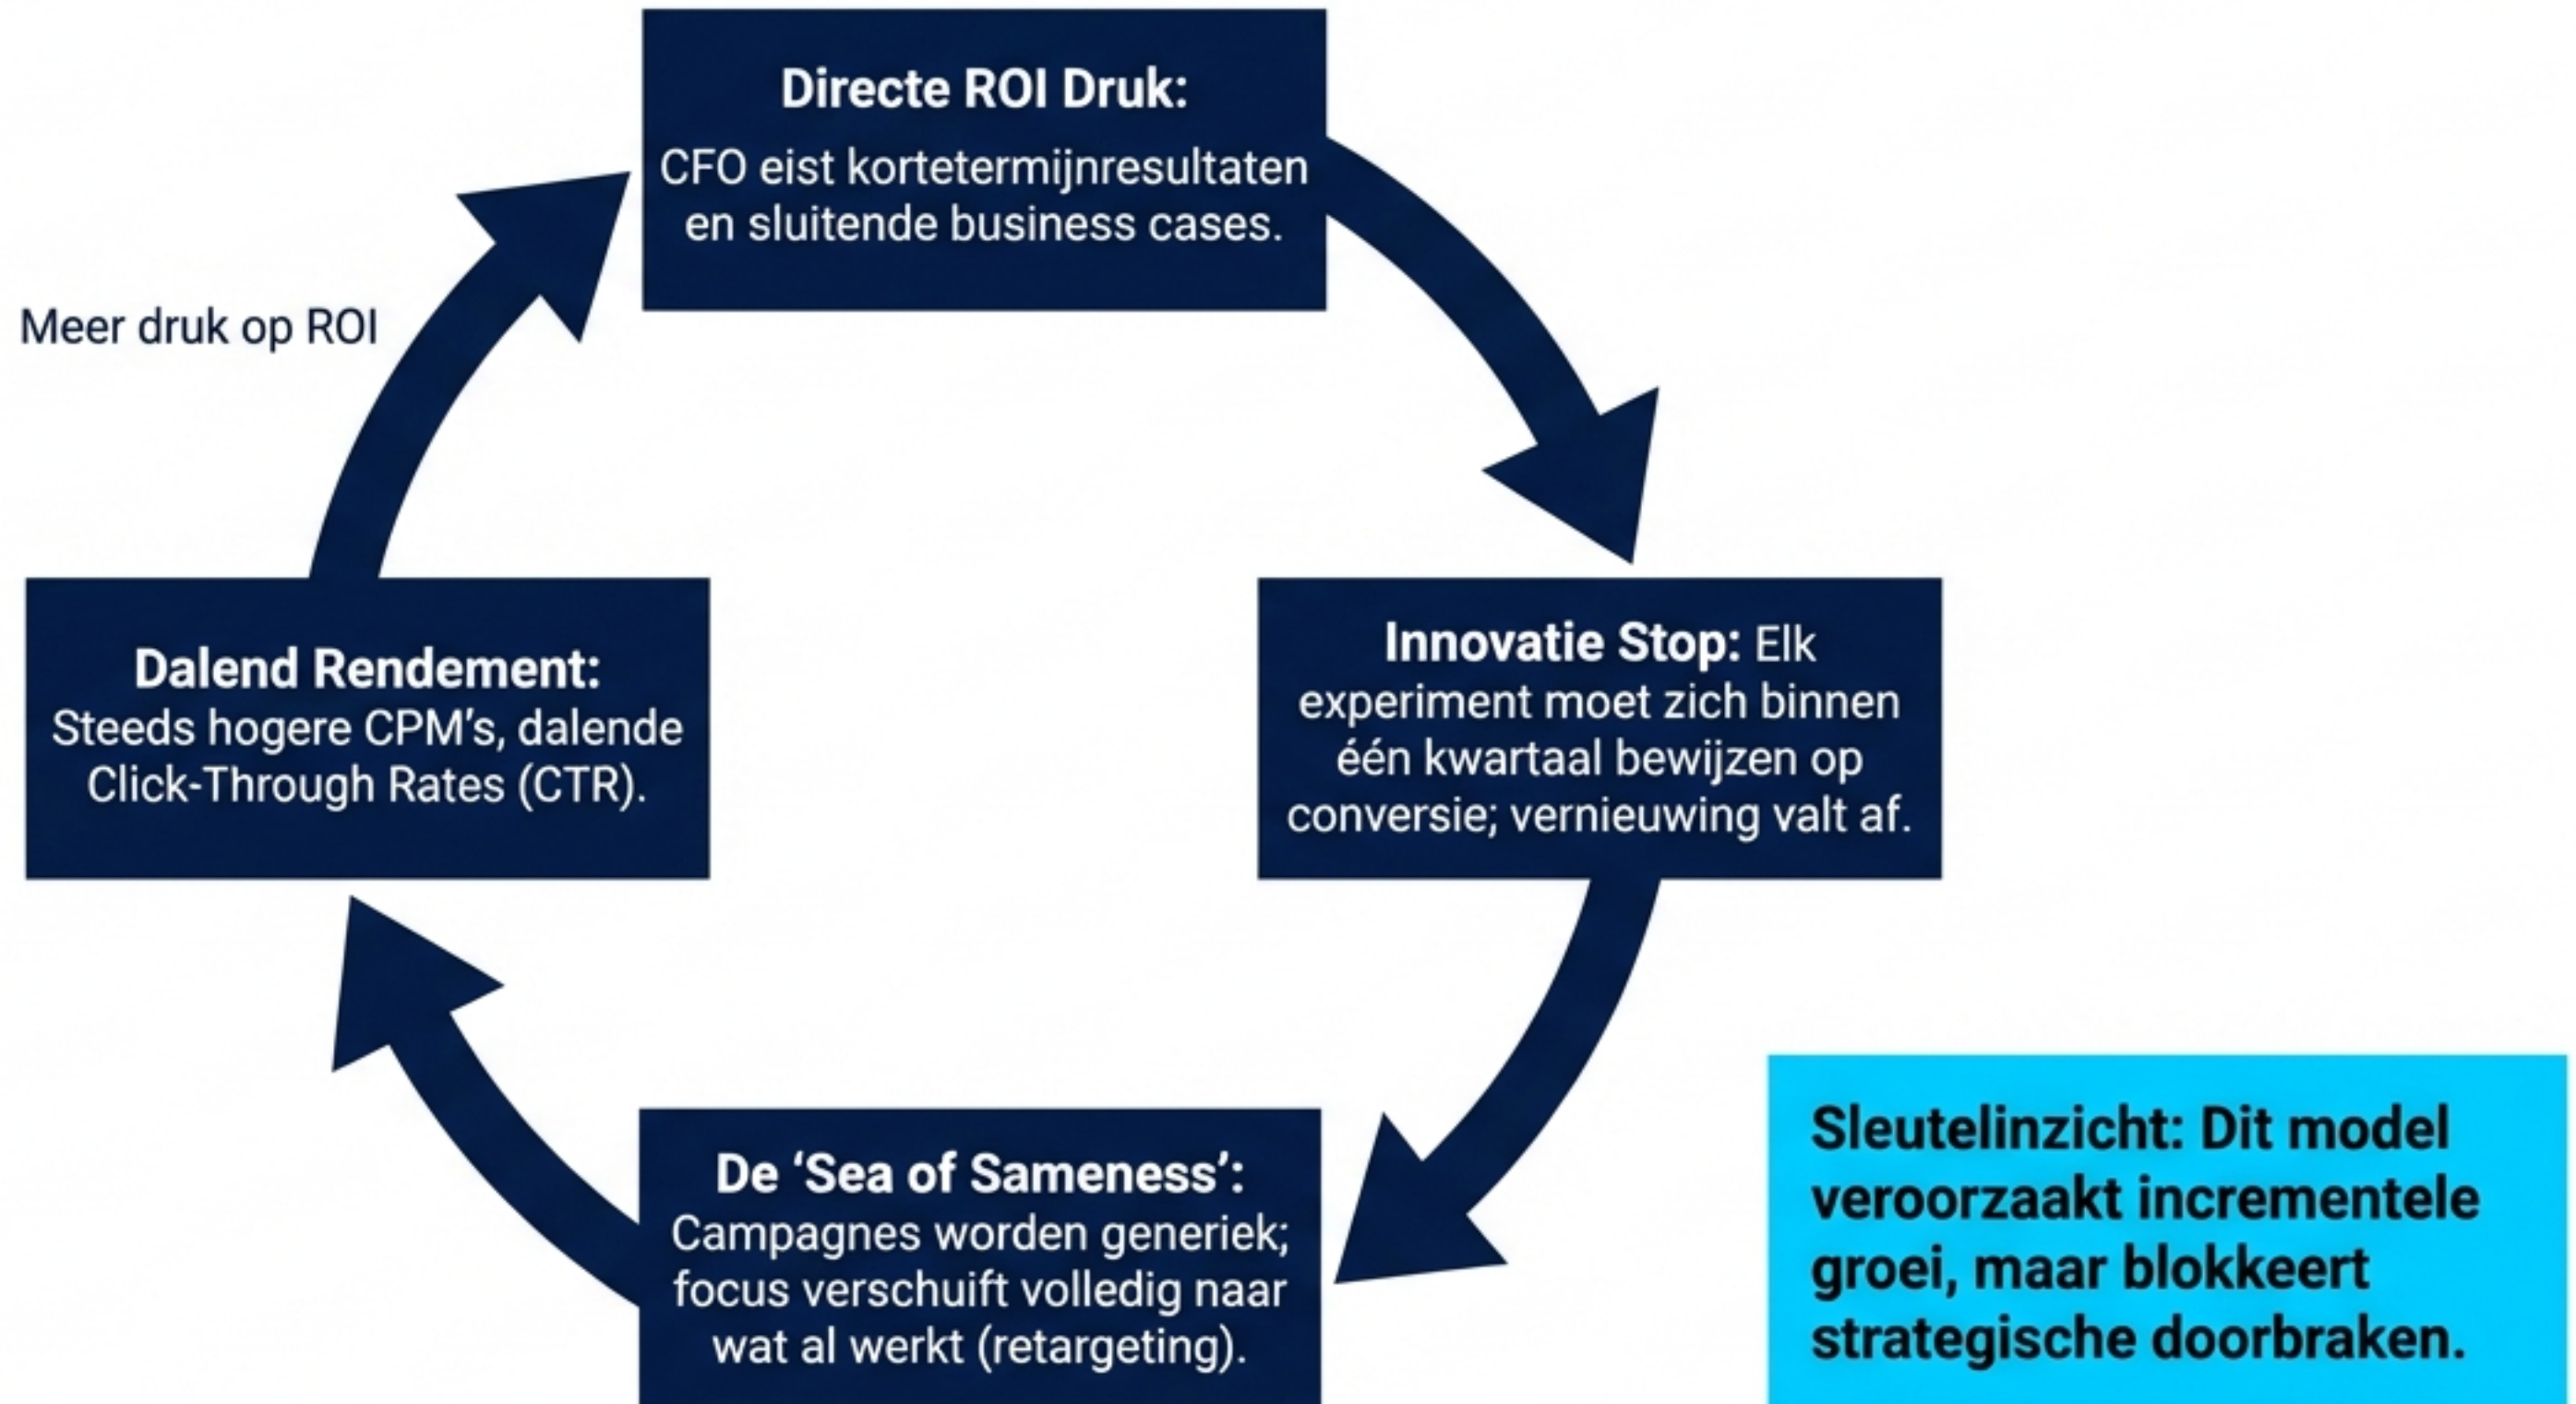 Directe ROI Druk:
CFO eist kortetermijnresultaten
en sluitende business cases.
Meer druk op ROI
Dalend Rendement:
Steeds hogere CPM's, dalende
Click-Through Rates (CTR).
Innovatie Stop: Elk
experiment moet zich binnen
één kwartaal bewijzen op
conversie; vernieuwing valt af.
De ‘Sea of Sameness’:
Campagnes worden generiek;
focus verschuift volledig naar
wat al werkt (retargeting).
Sleutelinzicht: Dit model
veroorzaakt incrementele
groei, maar blokkeert
strategische doorbraken.